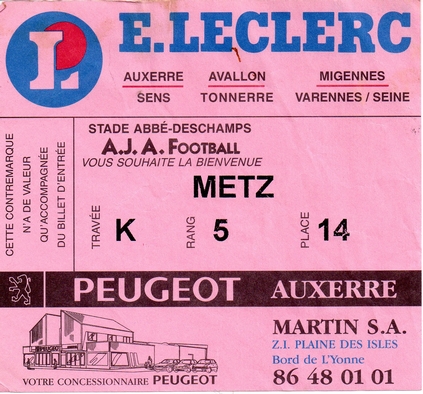 L E.LECLERC
AUXERRE AVALLON MIGENNES
SENS TONNERRE VARENNES / SEINE
CETTE CONTREMARQUE
N'A DE VALEUR
QU'ACCOMPAGNÉE
DU BILLET D'ENTRÉE
STADE ABBÉ-DESCHAMPS
A.J.A. FOOTBALL
VOUS SOUHAITE LA BIENVENUE
METZ
TRAVÉE K RANG 5 PLACE 14
PEUGEOT AUXERRE
MARTIN S.A.
Z.I. PLAINE DES ISLES
Bord de L'Yonne
86 48 01 01
PEUGEOT
VOTRE CONCESSIONNAIRE PEUGEOT